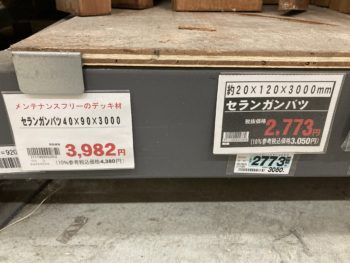 メンテナンスフリーのデッキ材
セランガンバツ40×90×3000
3,982円
(10%参考税込価格4,380円)
約20×120×3000mm
セランガンバツ
税抜価格
2,773円
(10%参考税込価格3,050円)
2773
3050
=920